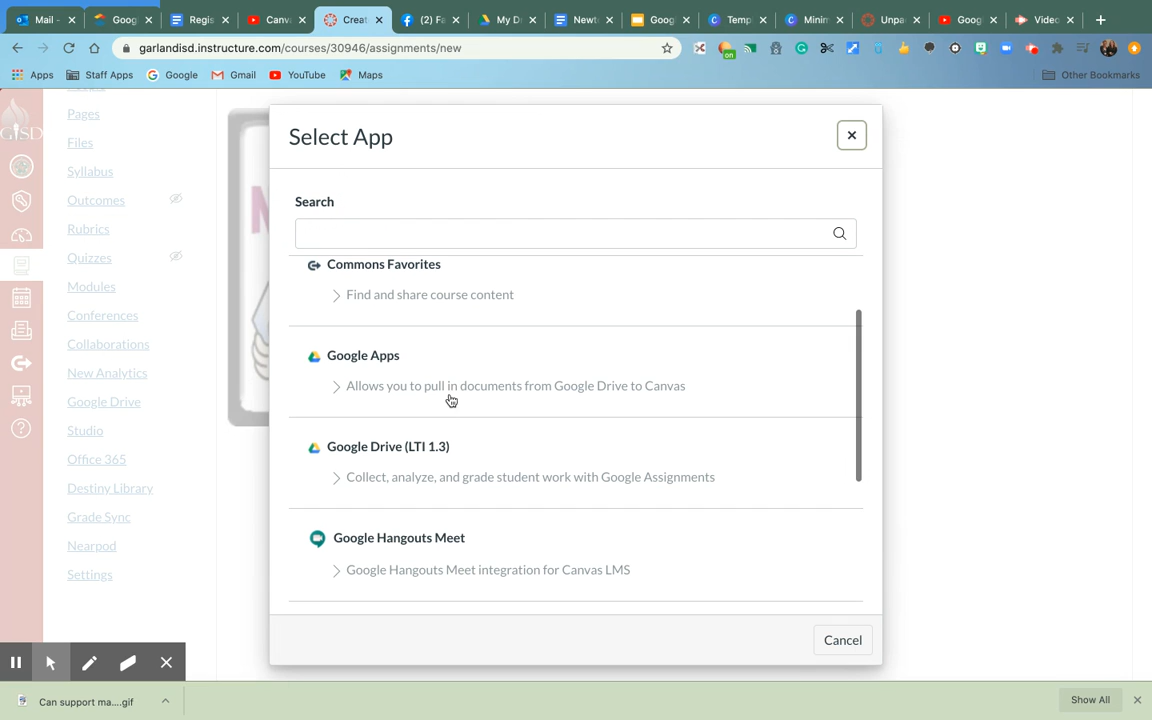 Mail -
Goog
Regis
Canva
Creat
(2) Fa
My D
Newte
Goog
Temp
Minim
Unpa
Goog
Video
garlandisd.instructure.com/courses/30946/assignments/new
on
Apps
Staff Apps
Google
Gmail
YouTube
Maps
Other Bookmarks
GISD
Pages
Files
Syllabus
Outcomes
Rubrics
Quizzes
Modules
Conferences
Collaborations
New Analytics
Google Drive
Studio
Office 365
Destiny Library
Grade Sync
Nearpod
Settings
Select App
Search
Commons Favorites
Find and share course content
Google Apps
Allows you to pull in documents from Google Drive to Canvas
Google Drive (LTI 1.3)
Collect, analyze, and grade student work with Google Assignments
Google Hangouts Meet
Google Hangouts Meet integration for Canvas LMS
Cancel
Can support ma....gif
Show All